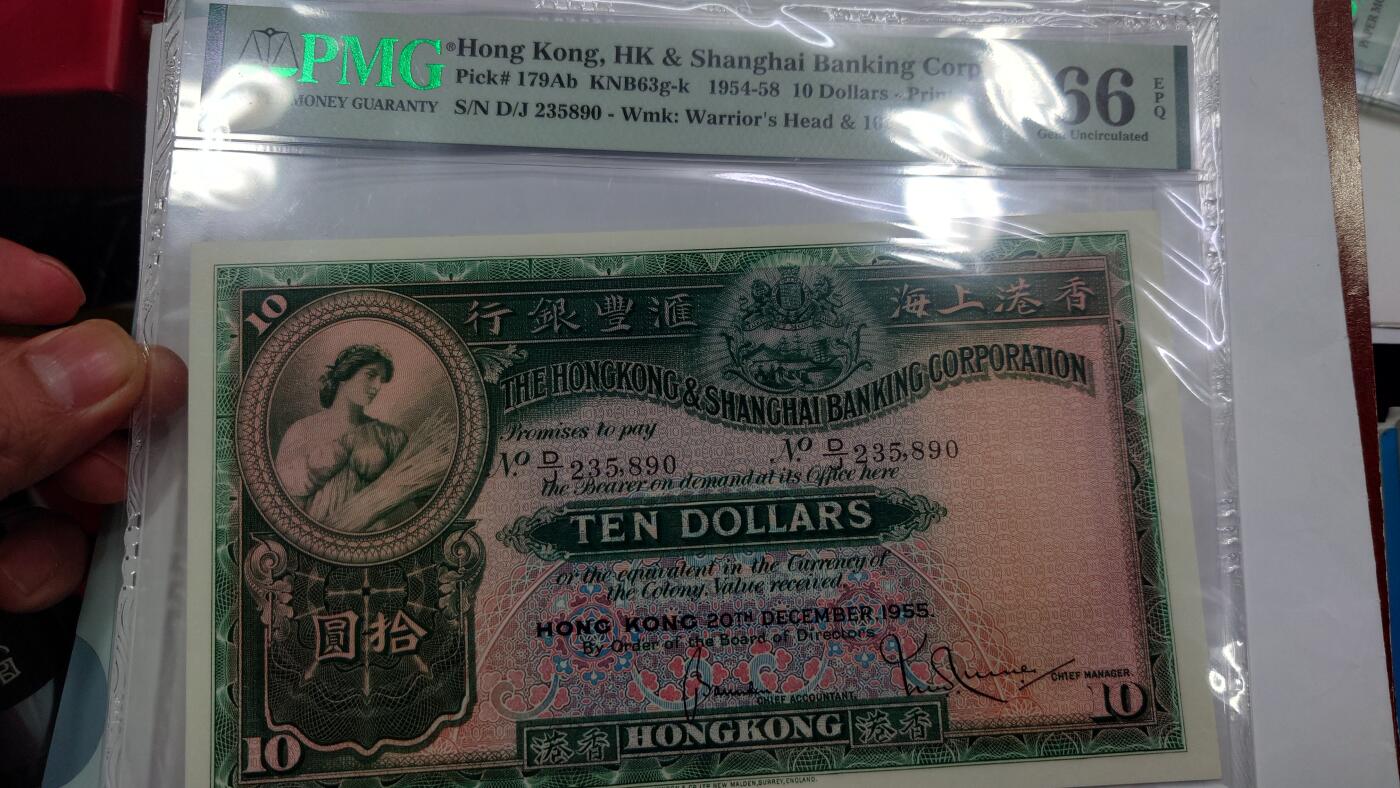 PMG® Hong Kong, HK & Shanghai Banking Corp
Pick# 179Ab KNB63g-k 1954-58 10 Dollars -
MONEY GUARANTY S/N D/J 235890 - Wmk: Warrior's Head &
66 EPQ
Gem Uncirculated
10
行銀豐滙 海上港香
THE HONGKONG & SHANGHAI BANKING CORPORATION
Promises to pay
No. D/J 235,890 No. D/J 235,890
the Bearer on demand at its Office here
TEN DOLLARS
or the equivalent in the Currency of
the Colony, Value received
HONG KONG 20TH DECEMBER, 1955.
By Order of the Board of Directors
圓拾
CHIEF ACCOUNTANT.
CHIEF MANAGER.
10
港香 HONGKONG 港香
10
NEW MALDEN, SURREY, ENGLAND.